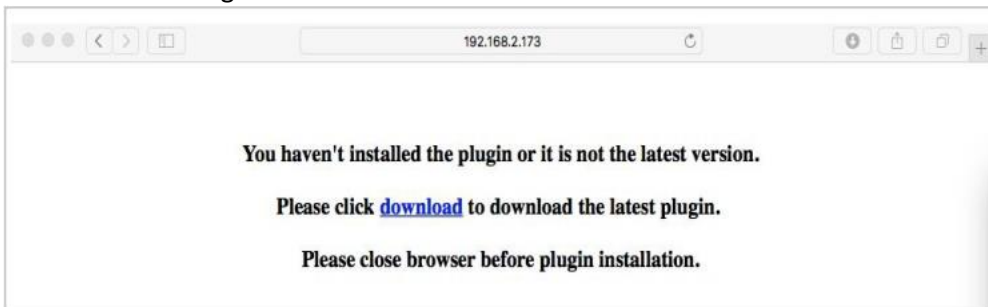 192.168.2.173
You haven't installed the plugin or it is not the latest version.
Please click download to download the latest plugin.
Please close browser before plugin installation.